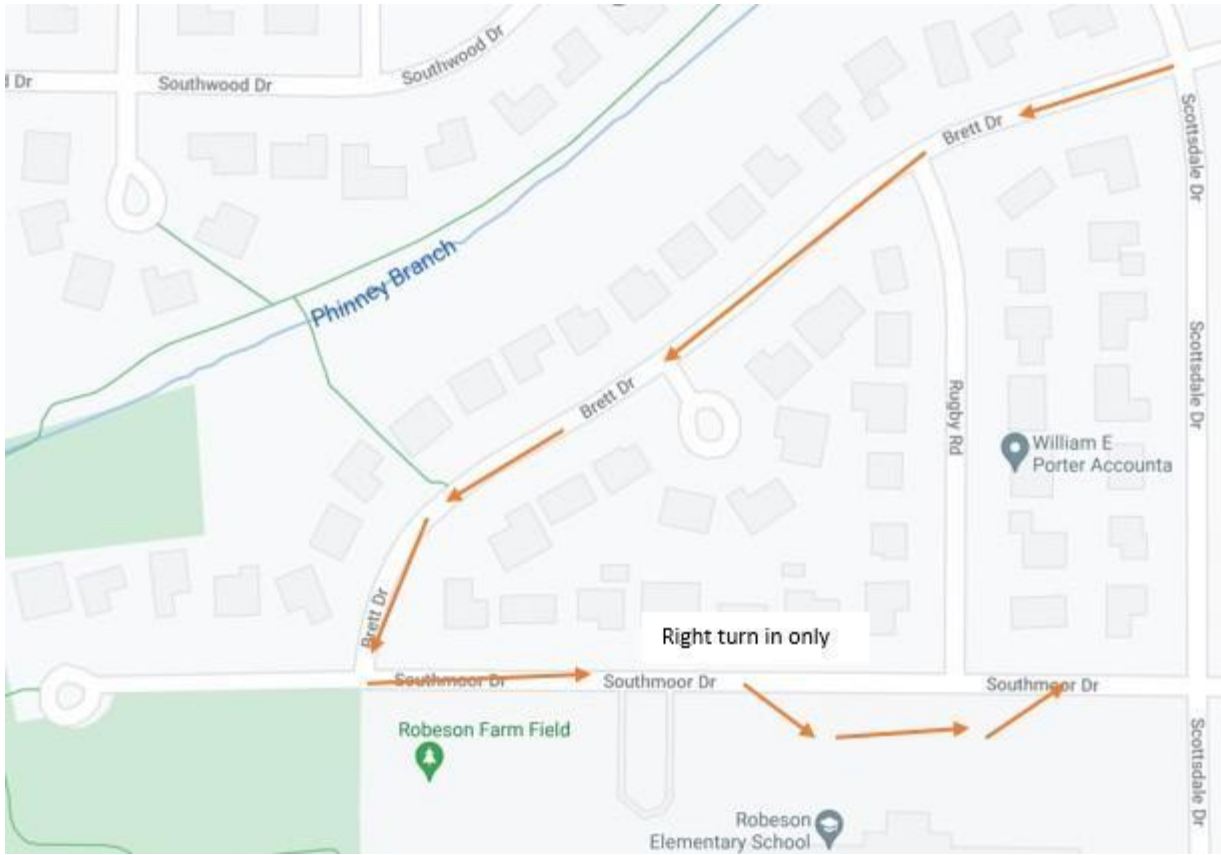 Southwood Dr
l Dr
Southwood Dr
Brett Dr
Scottsdale Dr
Phinney Branch
Scottsdale Dr
Brett Dr
Rugby Rd
William E
Porter Accounta
Brett Dr
Right turn in only
Southmoor Dr
Southmoor Dr
Southmoor Dr
Robeson Farm Field
Scottsdale Dr
Robeson
Elementary School